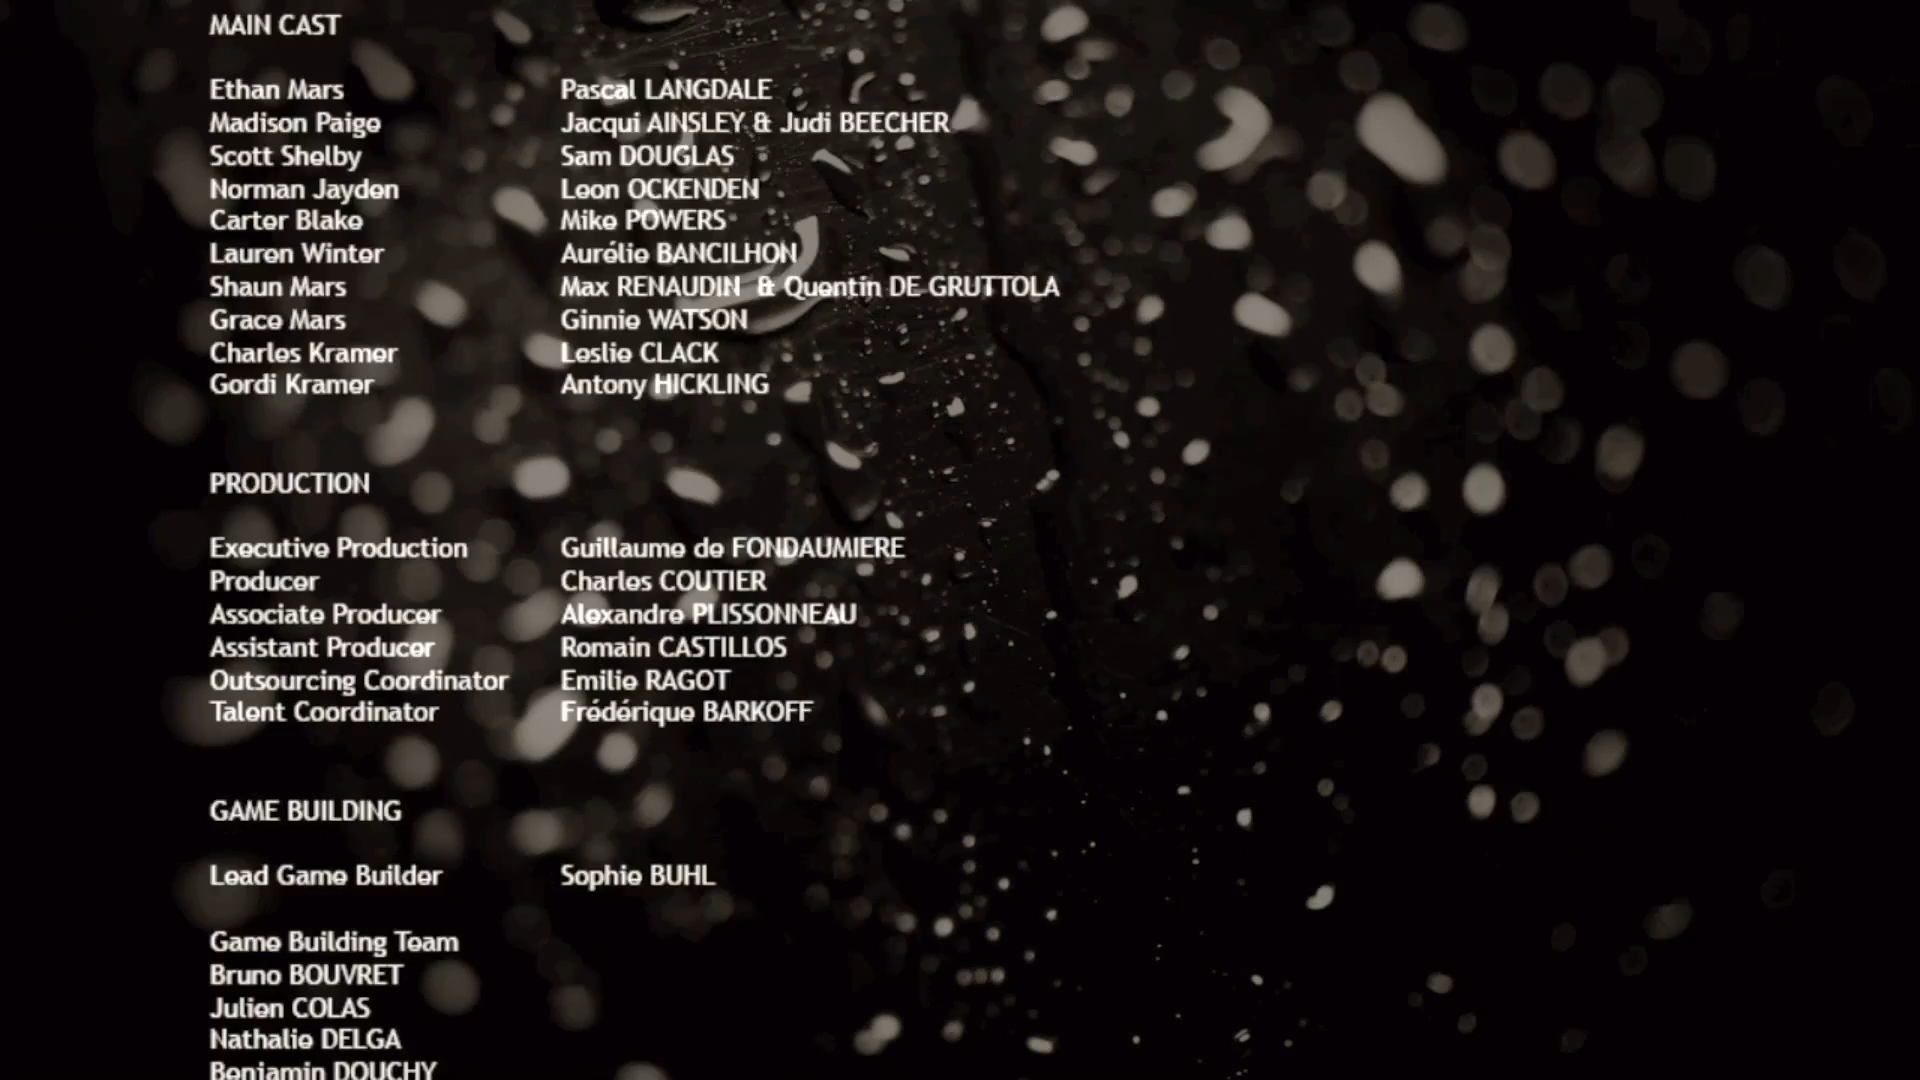 MAIN CAST
Ethan Mars Pascal LANGDALE
Madison Paige Jacqui AINSLEY & Judi BEECHER
Scott Shelby Sam DOUGLAS
Norman Jayden Leon OCKENDEN
Carter Blake Mike POWERS
Lauren Winter Aurélie BANCILHON
Shaun Mars Max RENAUDIN & Quentin DE GRUTTOLA
Grace Mars Ginnie WATSON
Charles Kramer Leslie CLACK
Gordi Kramer Antony HICKLING
PRODUCTION
Executive Production Guillaume de FONDAUMIERE
Producer Charles COUTIER
Associate Producer Alexandre PLISSONNEAU
Assistant Producer Romain CASTILLOS
Outsourcing Coordinator Emilie RAGOT
Talent Coordinator Frédérique BARKOFF
GAME BUILDING
Lead Game Builder Sophie BUHL
Game Building Team
Bruno BOUVRET
Julien COLAS
Nathalie DELGA
Benjamin DOUCHY